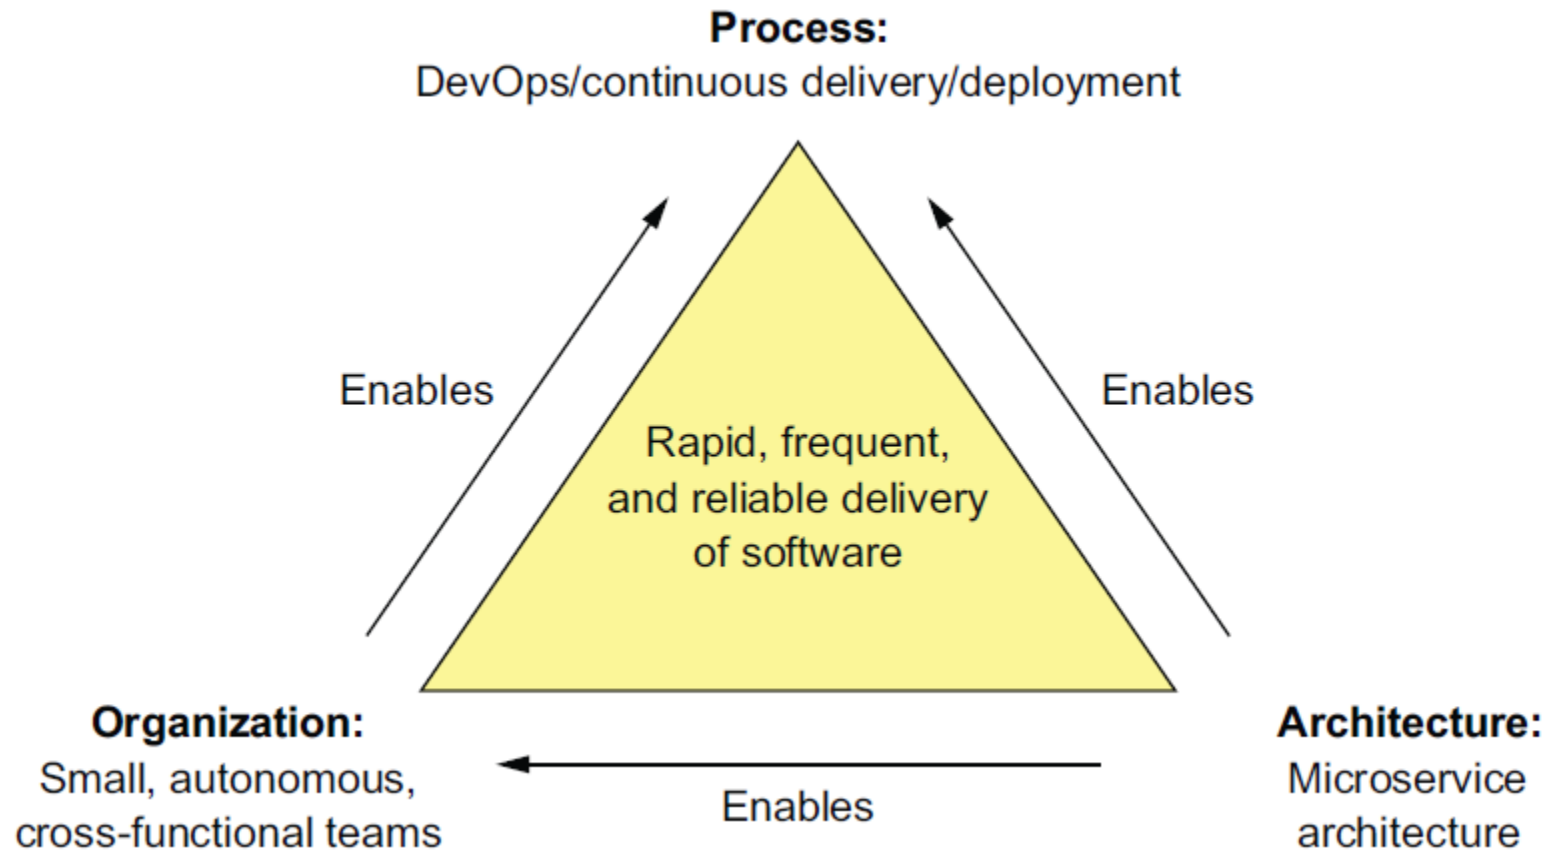 Process:
DevOps/continuous delivery/deployment
Enables
Enables
Rapid, frequent,
and reliable delivery
of software
Organization:
Small, autonomous,
cross-functional teams
Enables
Architecture:
Microservice
architecture